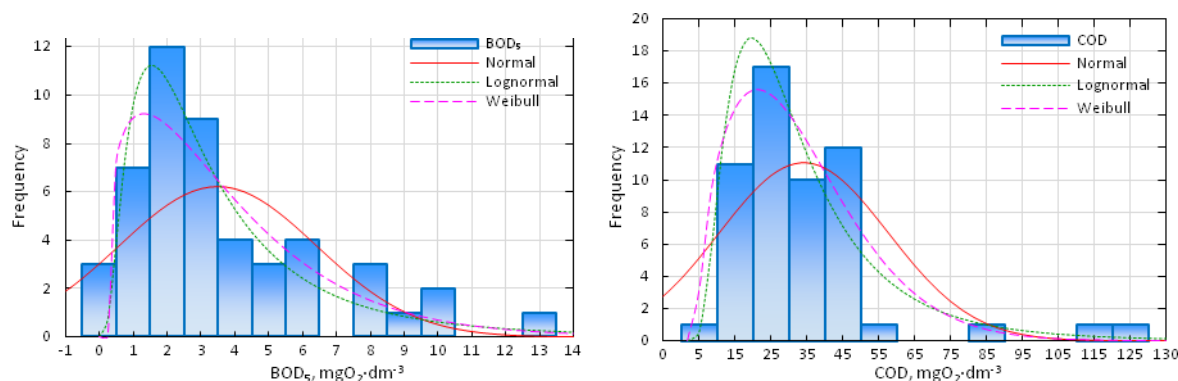 12
10
8
6
4
2
0
Frequency
-1 0 1 2 3 4 5 6 7 8 9 10 11 12 13 14
BOD₅, mgO₂·dm⁻³
BOD₅
Normal
Lognormal
Weibull
20
18
16
14
12
10
8
6
4
2
0
Frequency
0 5 15 25 35 45 55 65 75 85 95 105 115 130
COD, mgO₂·dm⁻³
COD
Normal
Lognormal
Weibull